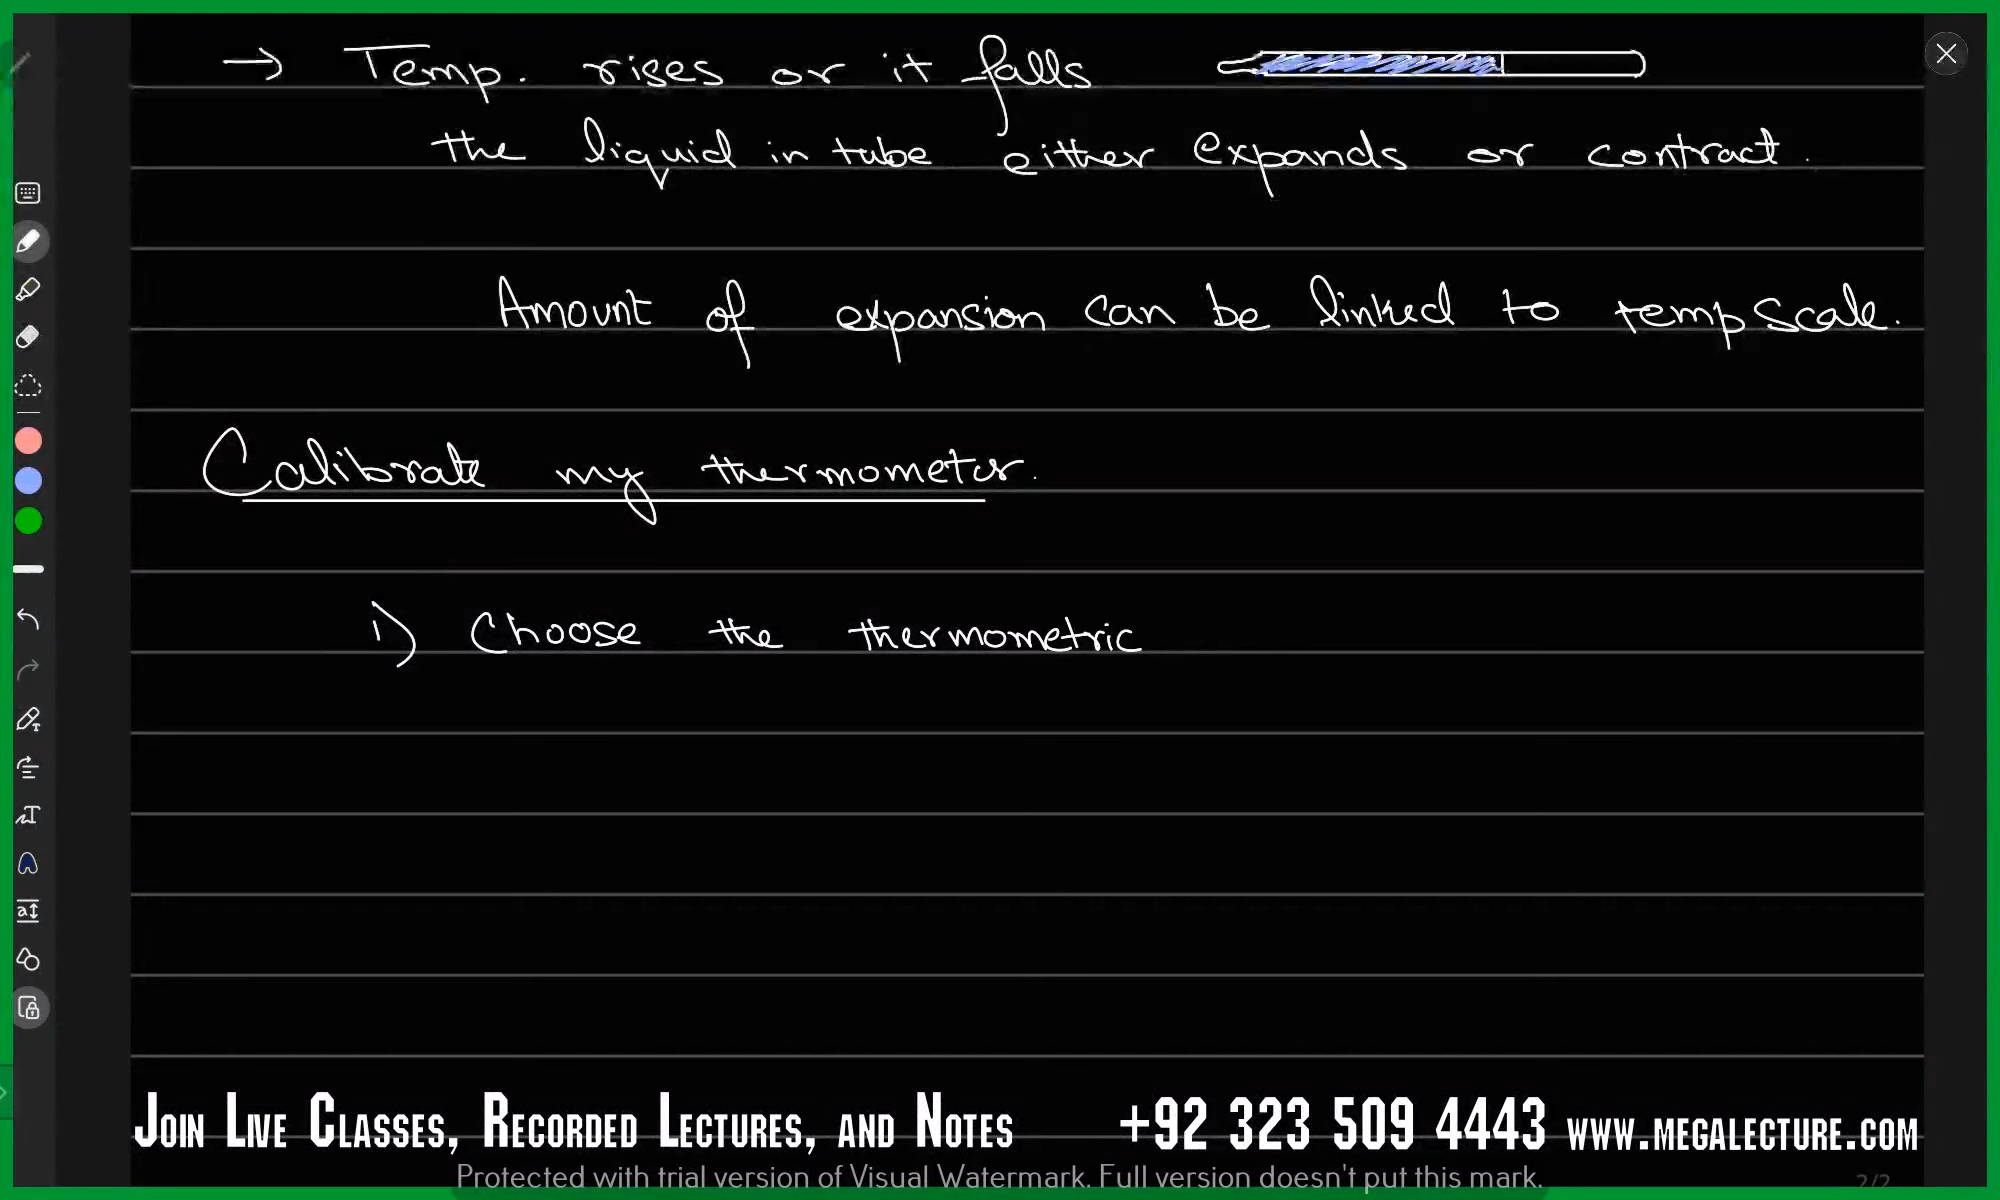 → Temp. rises or it falls
the liquid in tube either expands or contract.
Amount of expansion can be linked to temp scale.
Calibrate my thermometer.
1) Choose the thermometric
JOIN LIVE CLASSES, RECORDED LECTURES, AND NOTES +92 323 509 4443 WWW.MEGALECTURE.COM
Protected with trial version of Visual Watermark. Full version doesn't put this mark.
2/2